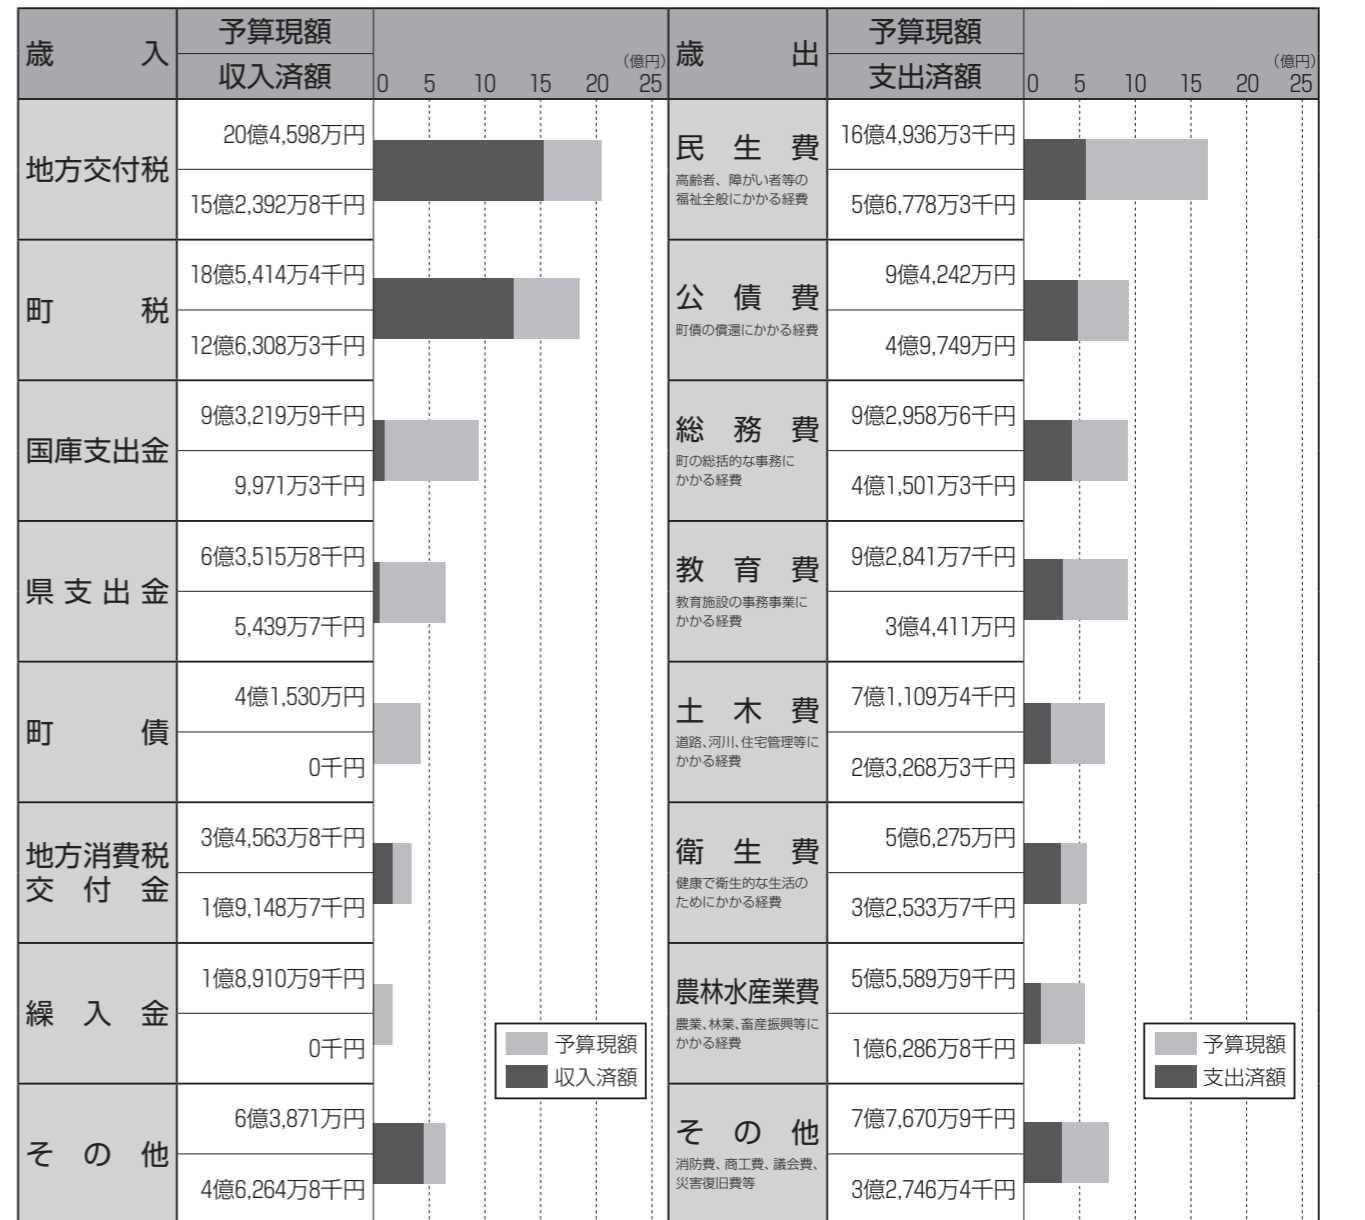 歳入
予算現額
収入済額
(億円)
0 5 10 15 20 25
地方交付税
20億4,598万円
15億2,392万8千円
町税
18億5,414万4千円
12億6,308万3千円
国庫支出金
9億3,219万9千円
9,971万3千円
県支出金
6億3,515万8千円
5,439万7千円
町債
4億1,530万円
0千円
地方消費税
交付金
3億4,563万8千円
1億9,148万7千円
繰入金
1億8,910万9千円
0千円
その他
6億3,871万円
4億6,264万8千円
予算現額
収入済額
歳出
予算現額
支出済額
(億円)
0 5 10 15 20 25
民生費
高齢者、障がい者等の
福祉全般にかかる経費
16億4,936万3千円
5億6,778万3千円
公債費
町債の償還にかかる経費
9億4,242万円
4億9,749万円
総務費
町の総括的な事務に
かかる経費
9億2,958万6千円
4億1,501万3千円
教育費
教育施設の事務事業に
かかる経費
9億2,841万7千円
3億4,411万円
土木費
道路、河川、住宅管理等に
かかる経費
7億1,109万4千円
2億3,268万3千円
衛生費
健康で衛生的な生活の
ためにかかる経費
5億6,275万円
3億2,533万7千円
農林水産業費
農業、林業、畜産振興等に
かかる経費
5億5,589万9千円
1億6,286万8千円
その他
消防費、商工費、議会費、
災害復旧費等
7億7,670万9千円
3億2,746万4千円
予算現額
支出済額